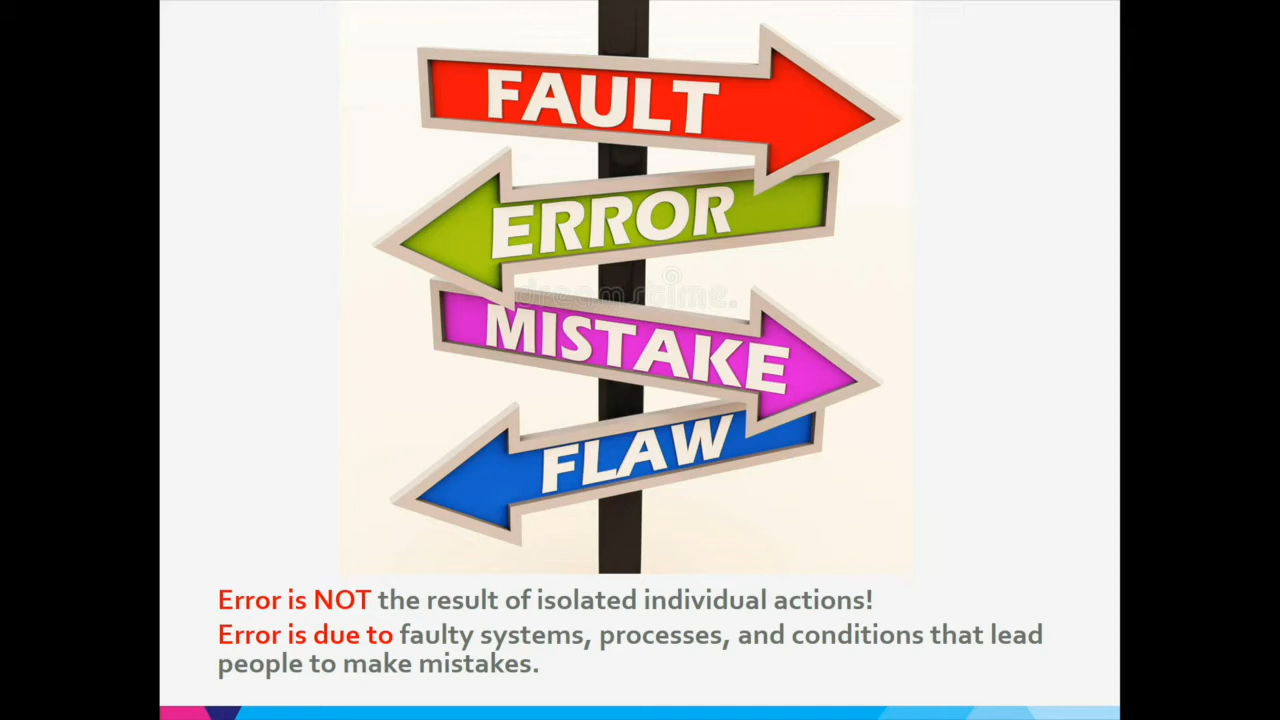 FAULT
ERROR
dreamstime.
MISTAKE
FLAW
Error is NOT the result of isolated individual actions!
Error is due to faulty systems, processes, and conditions that lead
people to make mistakes.